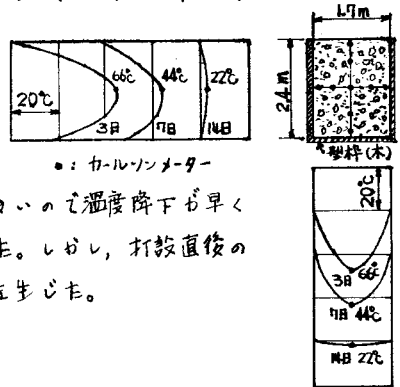 1.7m
2.4m
型枠(木)
20℃
66℃
3日
44℃
7日
22℃
14日
●:カールソンメーター
いので温度降下が早く
た。しかし,打設直後の
生じた。
20℃
3日 66℃
7日 44℃
14日 22℃